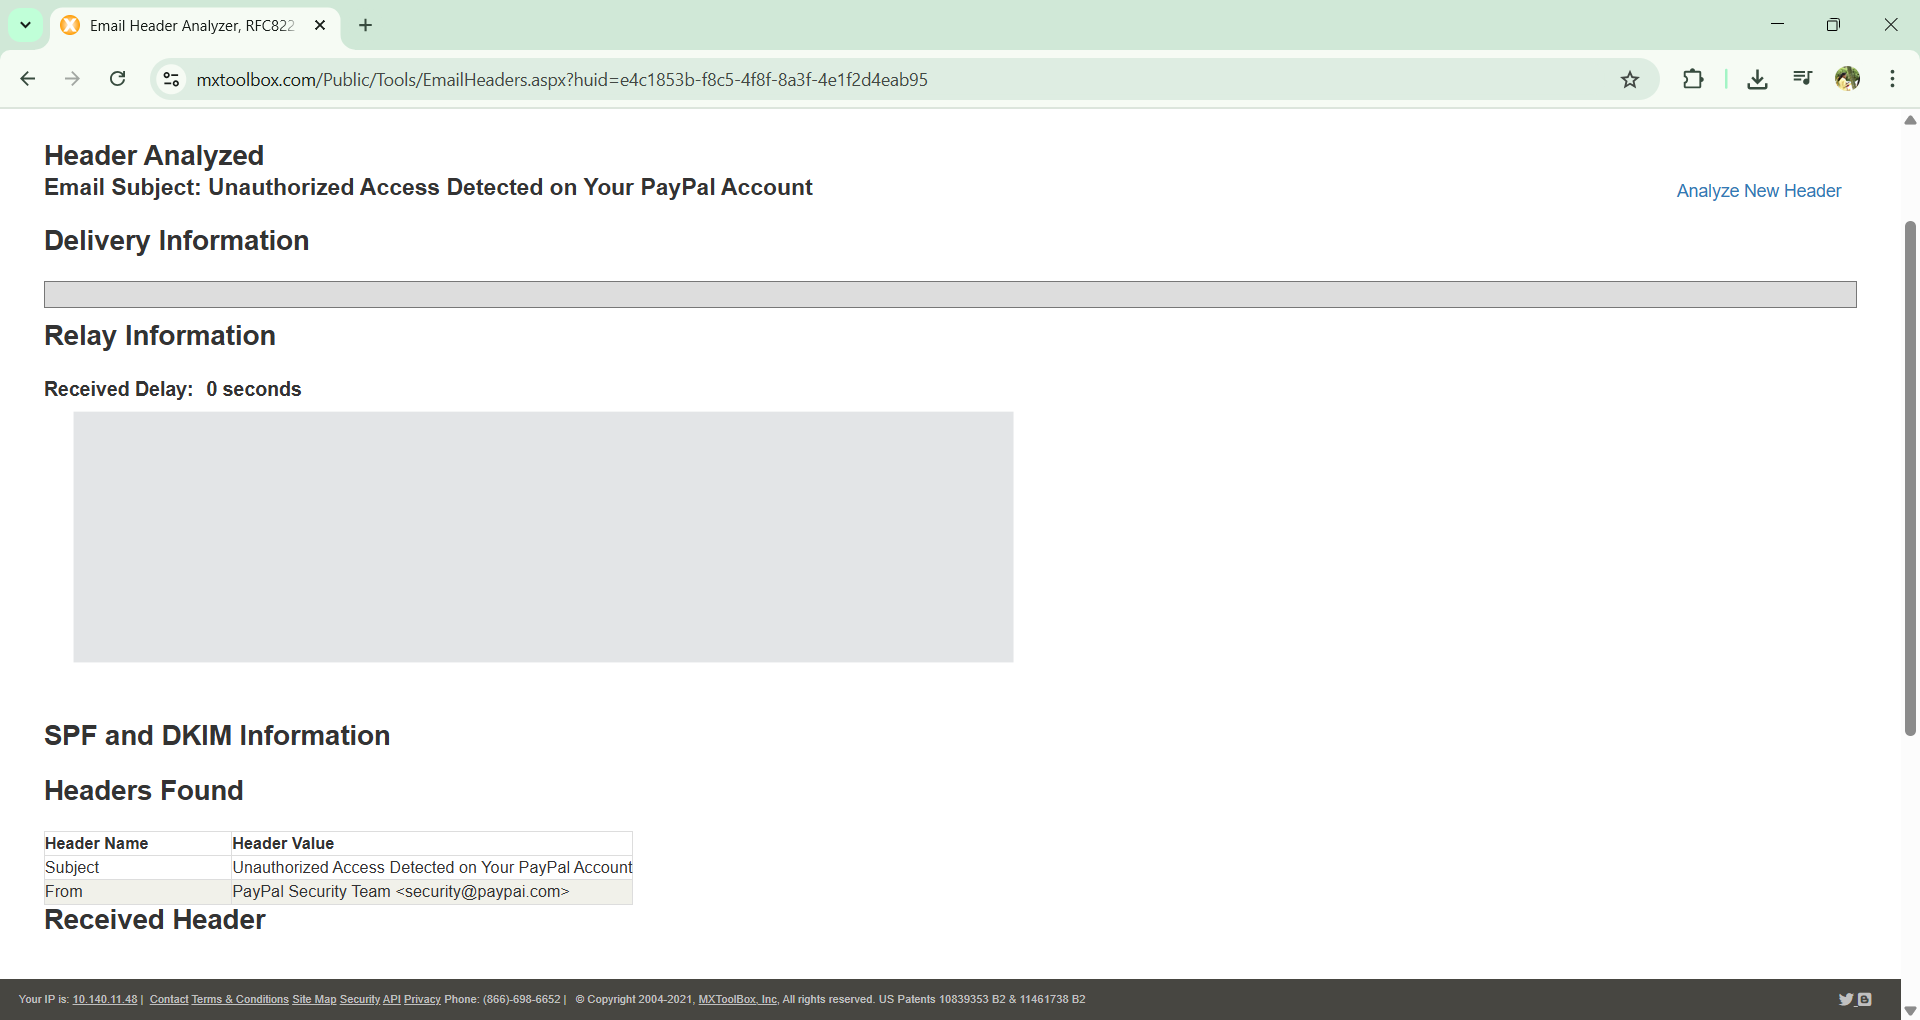 Email Header Analyzer, RFC822
mxtoolbox.com/Public/Tools/EmailHeaders.aspx?huid=e4c1853b-f8c5-4f8f-8a3f-4e1f2d4eab95
Header Analyzed
Email Subject: Unauthorized Access Detected on Your PayPal Account
Analyze New Header
Delivery Information
Relay Information
Received Delay: 0 seconds
SPF and DKIM Information
Headers Found
Header Name Header Value
Subject Unauthorized Access Detected on Your PayPal Account
From PayPal Security Team <security@paypai.com>
Received Header
Your IP is: 10.140.11.48 | Contact Terms & Conditions Site Map Security API Privacy Phone: (866)-698-6652 | © Copyright 2004-2021, MXToolBox, Inc, All rights reserved. US Patents 10839353 B2 & 11461738 B2